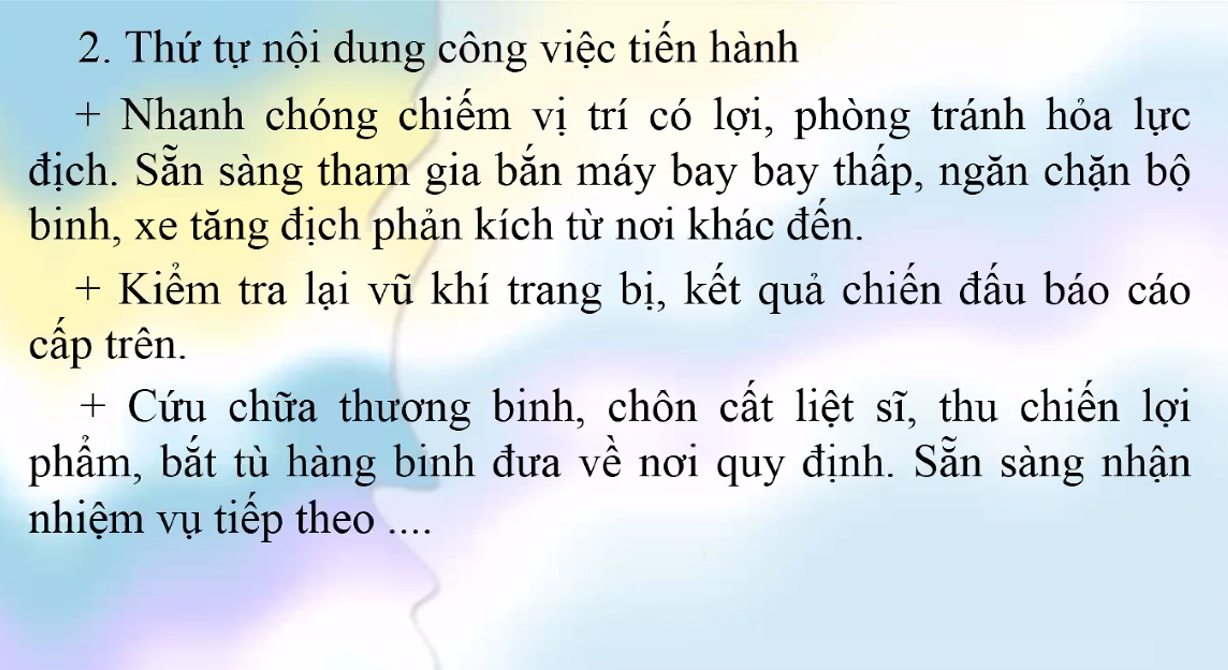 2. Thứ tự nội dung công việc tiến hành
+ Nhanh chóng chiếm vị trí có lợi, phòng tránh hỏa lực
địch. Sẵn sàng tham gia bắn máy bay bay thấp, ngăn chặn bộ
binh, xe tăng địch phản kích từ nơi khác đến.
+ Kiểm tra lại vũ khí trang bị, kết quả chiến đấu báo cáo
cấp trên.
+ Cứu chữa thương binh, chôn cất liệt sĩ, thu chiến lợi
phẩm, bắt tù hàng binh đưa về nơi quy định. Sẵn sàng nhận
nhiệm vụ tiếp theo ....